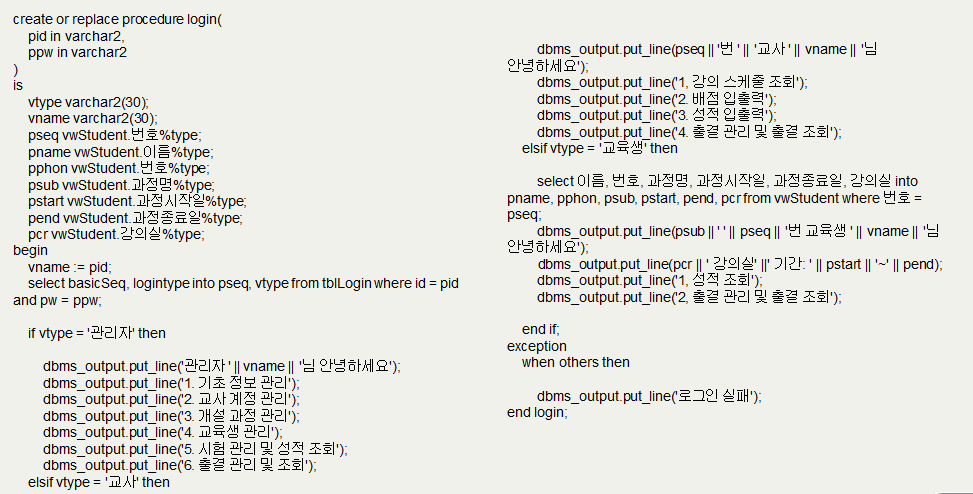 create or replace procedure login(
pid in varchar2,
ppw in varchar2
)
is
vtype varchar2(30);
vname varchar2(30);
pseq vwStudent.번호%type;
pname vwStudent.이름%type;
pphon vwStudent.번호%type;
psub vwStudent.과정명%type;
pstart vwStudent.과정시작일%type;
pend vwStudent.과정종료일%type;
pcr vwStudent.강의실%type;
begin
vname := pid;
select basicSeq, logintype into pseq, vtype from tblLogin where id = pid
and pw = ppw;
if vtype = '관리자' then
dbms_output.put_line('관리자 ' || vname || '님 안녕하세요');
dbms_output.put_line('1. 기초 정보 관리');
dbms_output.put_line('2. 교사 계정 관리');
dbms_output.put_line('3. 개설 과정 관리');
dbms_output.put_line('4. 교육생 관리');
dbms_output.put_line('5. 시험 관리 및 성적 조회');
dbms_output.put_line('6. 출결 관리 및 조회');
elsif vtype = '교사' then
dbms_output.put_line(pseq || '번 ' || '교사 ' || vname || '님
안녕하세요');
dbms_output.put_line('1, 강의 스케줄 조회');
dbms_output.put_line('2. 배점 입출력');
dbms_output.put_line('3. 성적 입출력');
dbms_output.put_line('4. 출결 관리 및 출결 조회');
elsif vtype = '교육생' then
select 이름, 번호, 과정명, 과정시작일, 과정종료일, 강의실 into
pname, pphon, psub, pstart, pend, pcr from vwStudent where 번호 =
pseq;
dbms_output.put_line(psub || ' ' || pseq || '번 교육생 ' || vname || '님
안녕하세요');
dbms_output.put_line(pcr || ' 강의실' ||' 기간: ' || pstart || '~' || pend);
dbms_output.put_line('1, 성적 조회');
dbms_output.put_line('2, 출결 관리 및 출결 조회');
end if;
exception
when others then
dbms_output.put_line('로그인 실패');
end login;